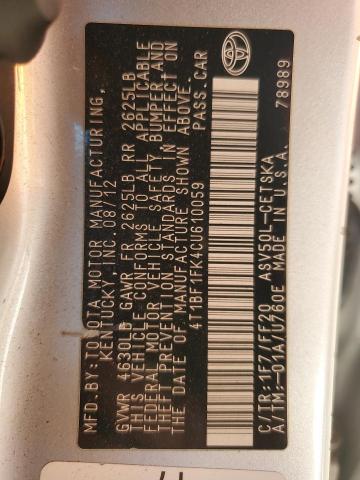 MFD.BY:TOYOTA MOTOR MANUFACTURING,
KENTUCKY, INC. 08/12
GVWR 4630LB GAWR FR 2625LB RR 2625LB
THIS VEHICLE CONFORMS TO ALL APPLICABLE
FEDERAL MOTOR VEHICLE SAFETY, BUMPER,AND
THEFT PREVENTION STANDARDS IN EFFECT ON
THE DATE OF MANUFACTURE SHOWN ABOVE.
4T1BF1FK4CU610059 PASS.CAR
C/TR:1F7/FF20 ASV50L-CETSKA
A/TM:-01A/U760E MADE IN U.S.A. 78989